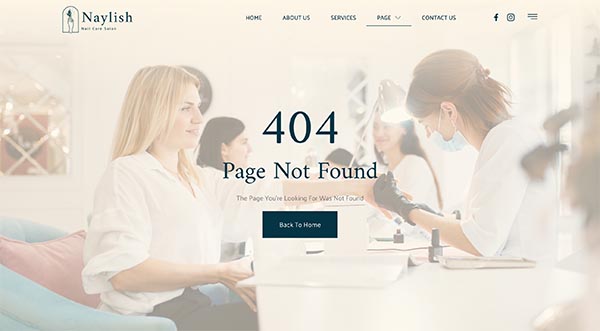 Naylish
Nail Care Salon
HOME
ABOUT US
SERVICES
PAGE
CONTACT US
404
Page Not Found
The Page You're Looking For Was Not Found
Back To Home